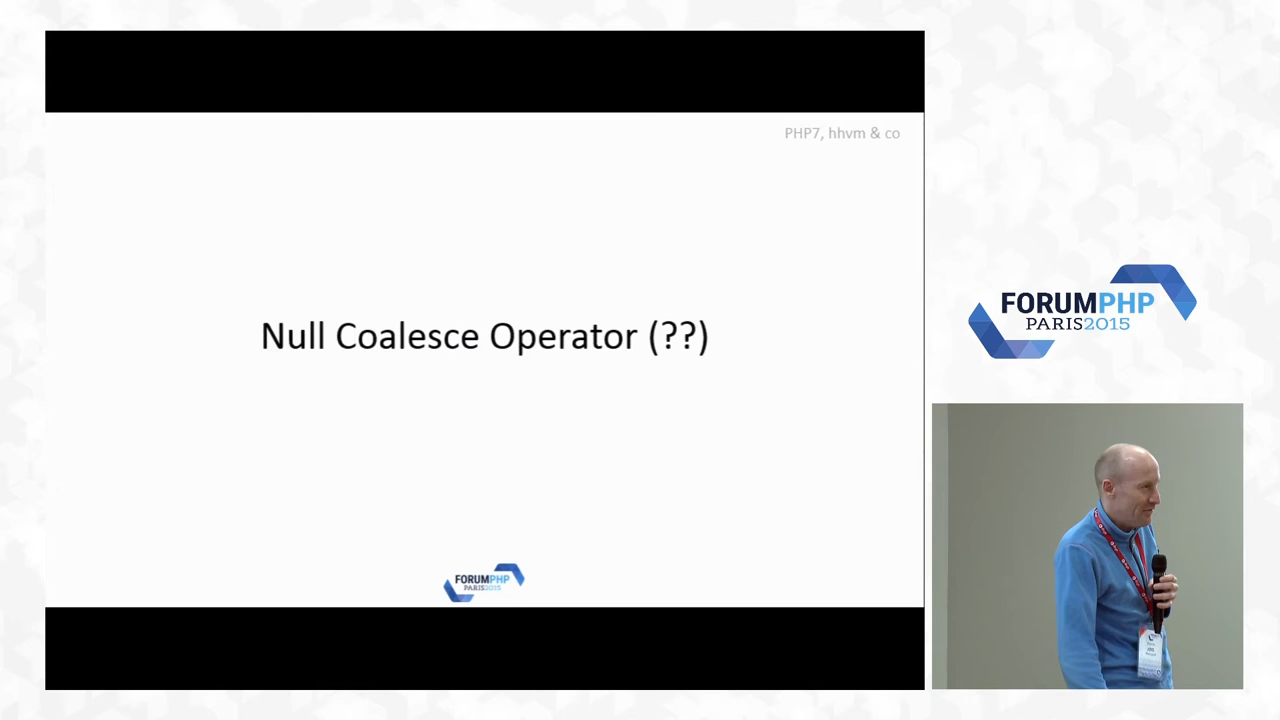 PHP7, hhvm & co
Null Coalesce Operator (??)
FORUMPHP
PARIS2015
FORUMPHP
PARIS2015